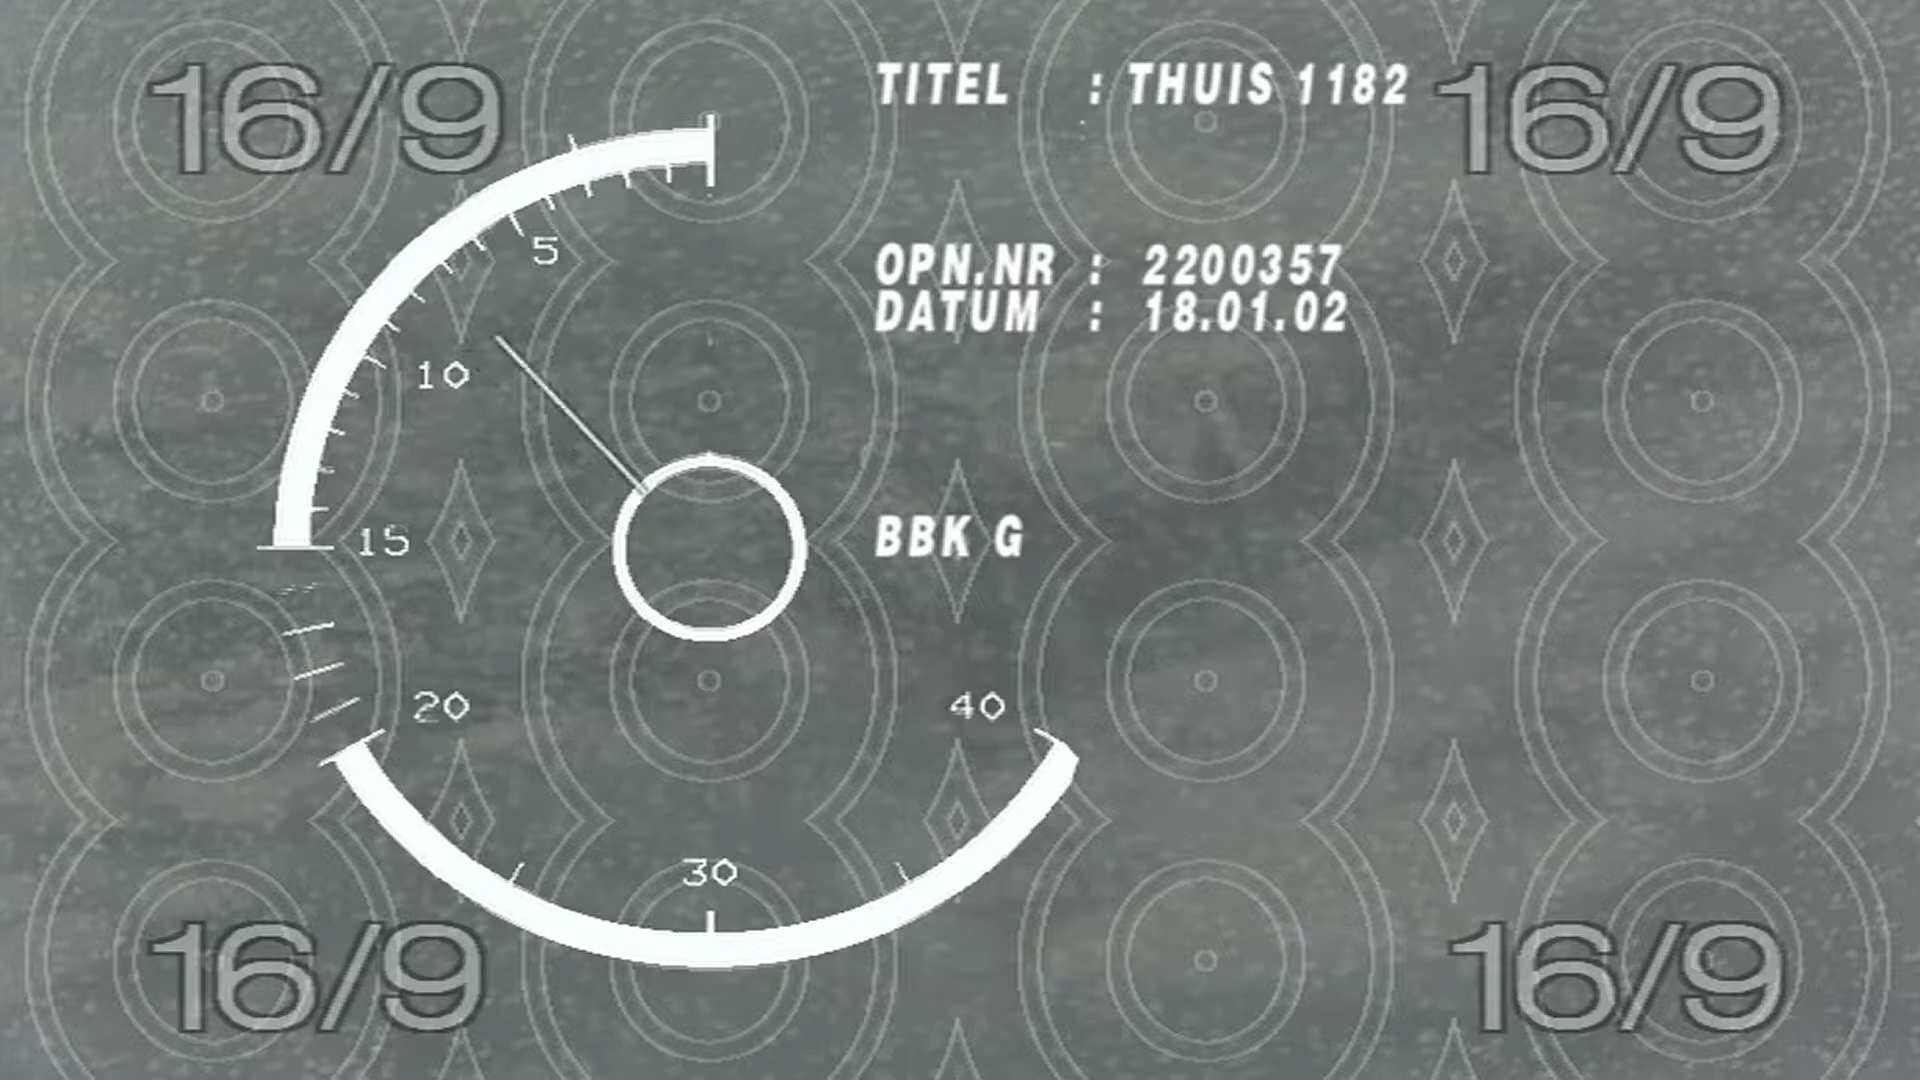 16/9
TITEL : THUIS 1182
16/9
5
OPN.NR : 2200357
DATUM : 18.01.02
10
15
BBK G
20
40
30
16/9
16/9